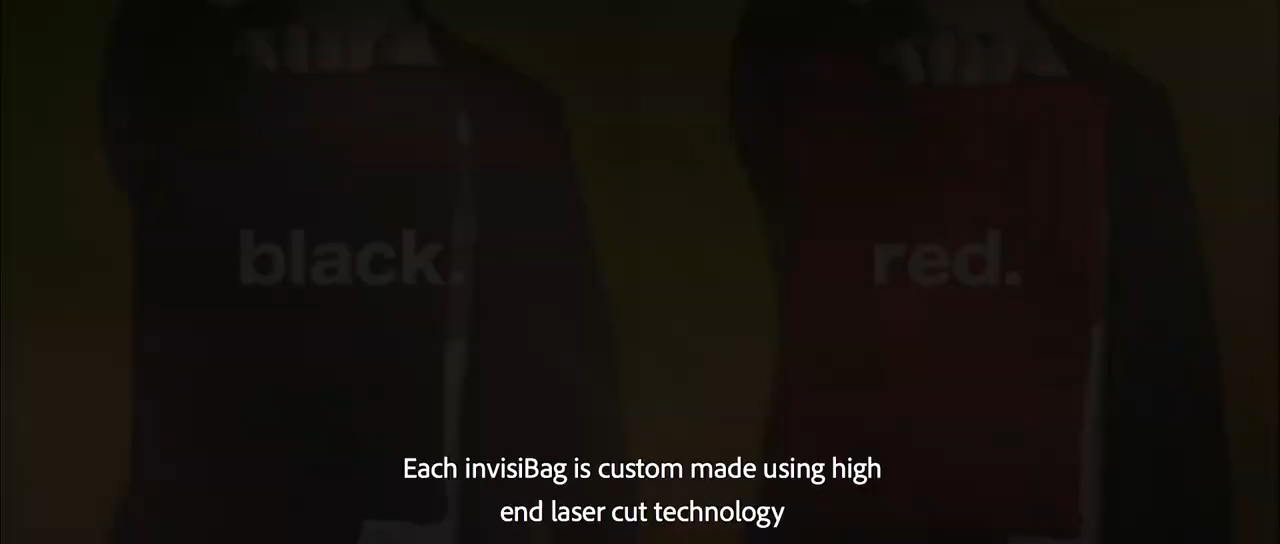 black.
red.
Each invisiBag is custom made using high
end laser cut technology